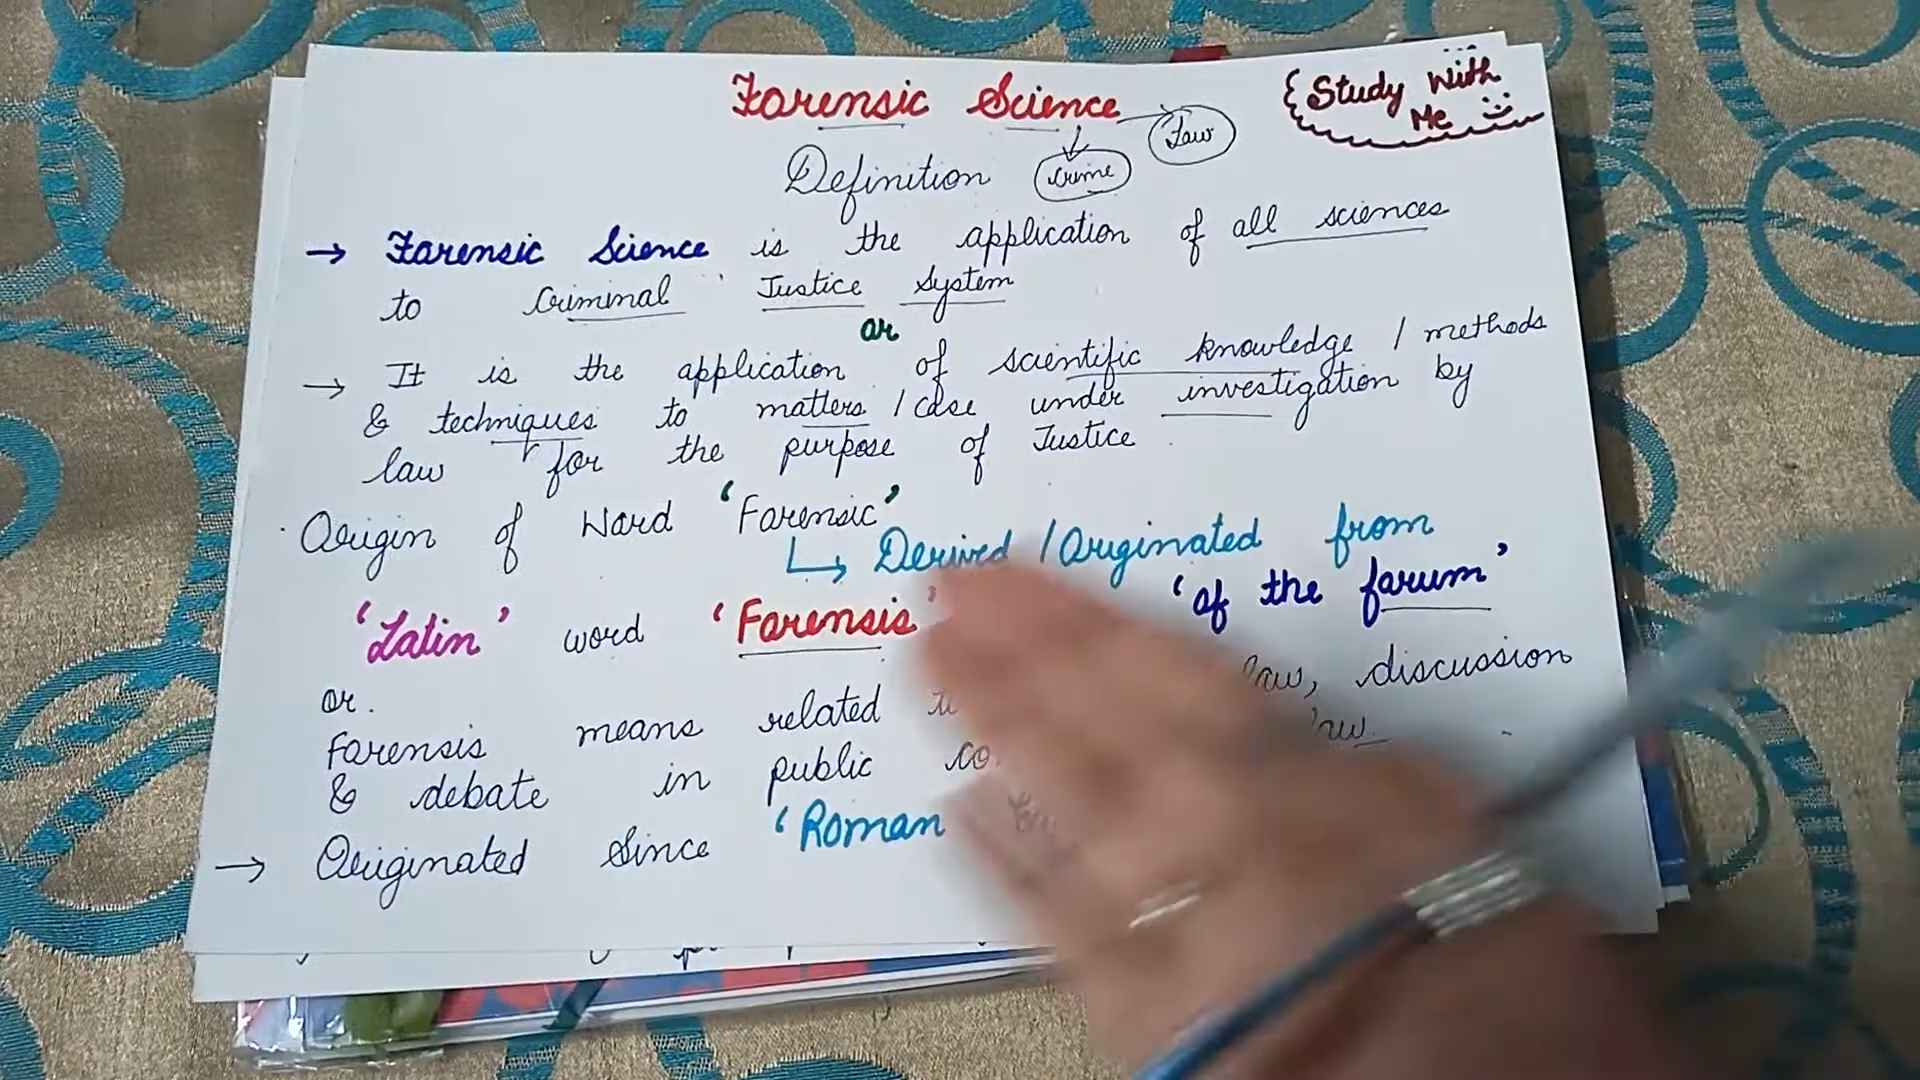 Forensic Science → Law
Study With Me
Definition
Crime
→ Forensic Science is the application of all sciences
to Criminal Justice System
or
→ It is the application of scientific knowledge / methods
& techniques to matters / case under investigation by
law for the purpose of Justice
Origin of Word 'Forensic'
↳ Derived / Originated from
'Latin' word 'Forensis' 'of the forum'
or.
Forensis means related law, discussion
& debate in public
→ Originated Since 'Roman